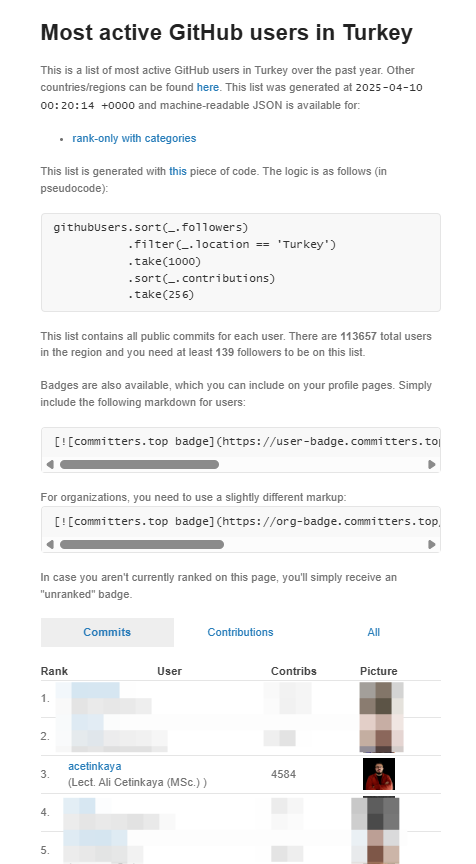 Most active GitHub users in Turkey
This is a list of most active GitHub users in Turkey over the past year. Other
countries/regions can be found here. This list was generated at 2025-04-10
00:20:14 +0000 and machine-readable JSON is available for:
• rank-only with categories
This list is generated with this piece of code. The logic is as follows (in
pseudocode):
githubUsers.sort(_.followers)
.filter(_.location == 'Turkey')
.take(1000)
.sort(_.contributions)
.take(256)
This list contains all public commits for each user. There are 113657 total users
in the region and you need at least 139 followers to be on this list.
Badges are also available, which you can include on your profile pages. Simply
include the following markdown for users:
[![committers.top badge](https://user-badge.committers.to
For organizations, you need to use a slightly different markup:
[![committers.top badge](https://org-badge.committers.top
In case you aren't currently ranked on this page, you'll simply receive an
"unranked" badge.
Commits Contributions All
Rank User Contribs Picture
1.
2.
3. acetinkaya 4584
(Lect. Ali Cetinkaya (MSc.) )
4.
5.